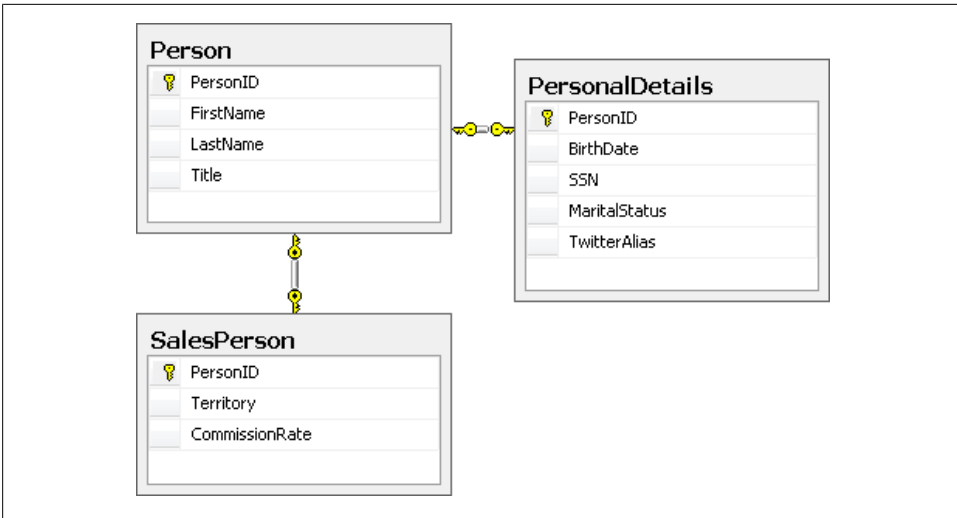 Person
PersonID
FirstName
LastName
Title
PersonalDetails
PersonID
BirthDate
SSN
MaritalStatus
TwitterAlias
SalesPerson
PersonID
Territory
CommissionRate